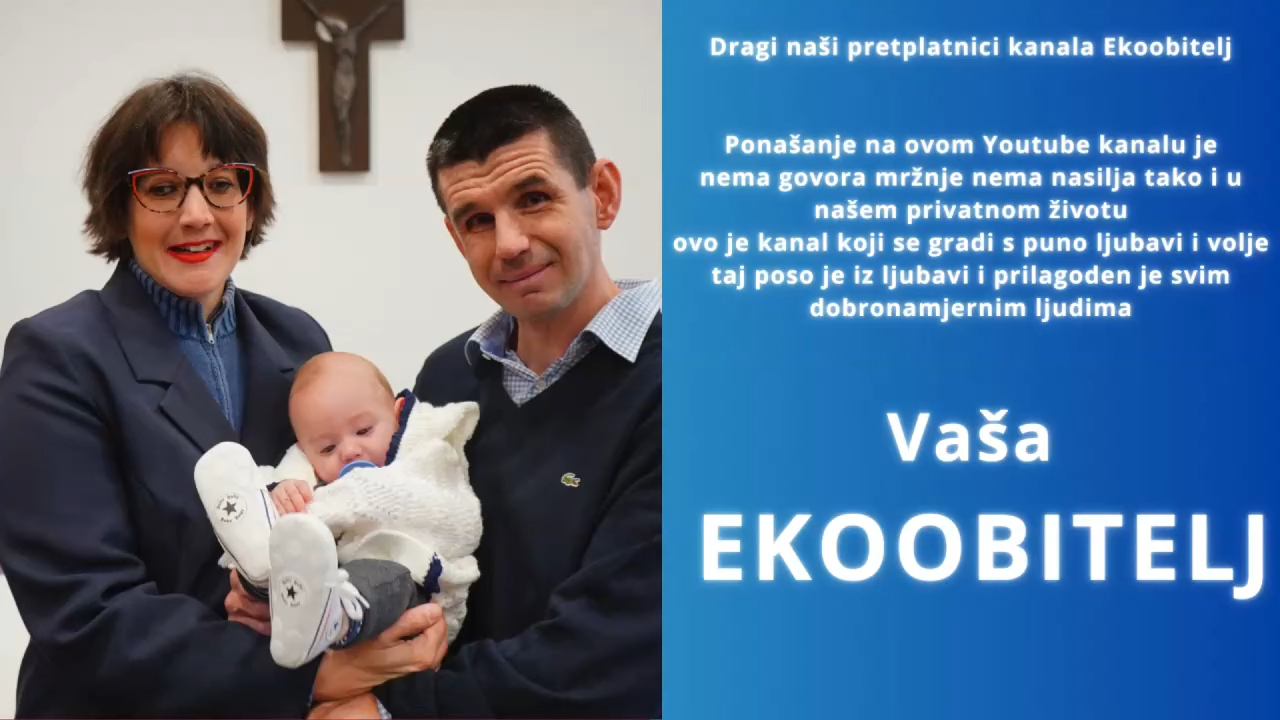 Dragi naši pretplatnici kanala Ekoobitelj
Ponašanje na ovom Youtube kanalu je
nema govora mržnje nema nasilja tako i u
našem privatnom životu
ovo je kanal koji se gradi s puno ljubavi i volje
taj poso je iz ljubavi i prilagođen je svim
dobronamjernim ljudima
Vaša
EKOOBITELJ